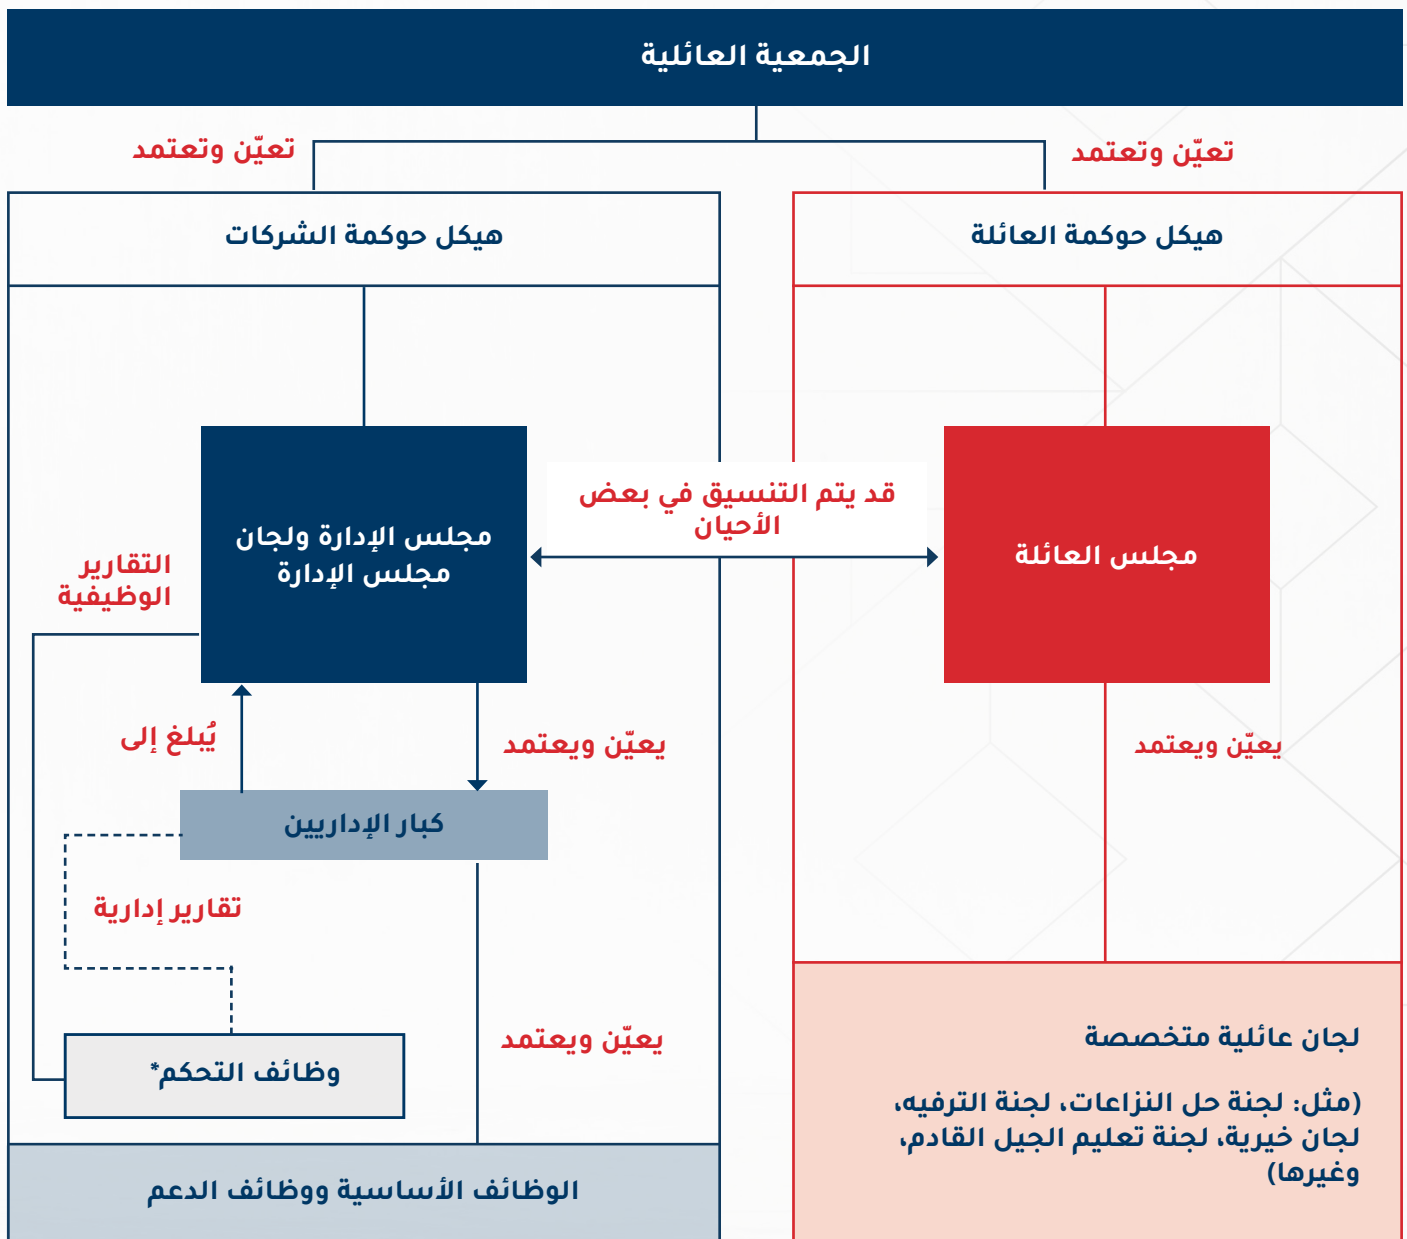 الجمعية العائلية
تعيّن وتعتمد
تعيّن وتعتمد
هيكل حوكمة العائلة
هيكل حوكمة الشركات
مجلس العائلة
قد يتم التنسيق في بعض
الأحيان
مجلس الإدارة ولجان
مجلس الإدارة
التقارير
الوظيفية
يعيّن ويعتمد
يعيّن ويعتمد
يُبلغ إلى
كبار الإداريين
تقارير إدارية
يعيّن ويعتمد
وظائف التحكم*
لجان عائلية متخصصة
(مثل: لجنة حل النزاعات، لجنة الترفيه،
لجان خيرية، لجنة تعليم الجيل القادم،
وغيرها)
الوظائف الأساسية ووظائف الدعم